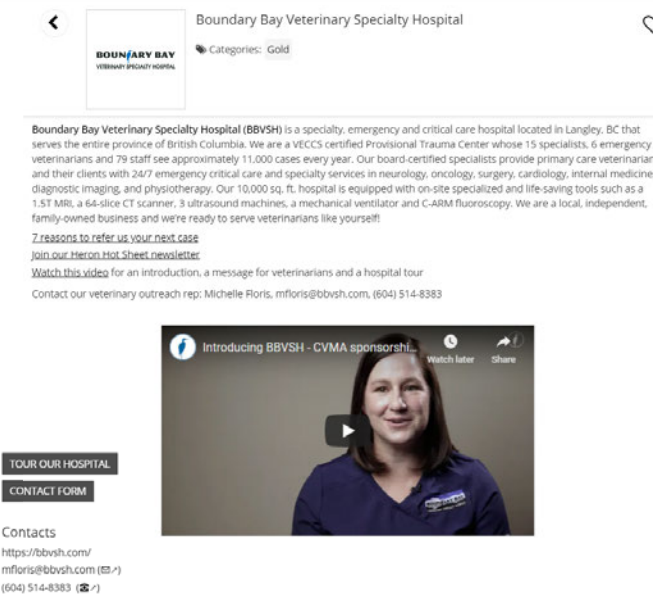 Boundary Bay Veterinary Specialty Hospital
BOUNDARY BAY
VETERINARY SPECIALTY HOSPITAL
Categories: Gold
Boundary Bay Veterinary Specialty Hospital (BBVSH) is a specialty, emergency and critical care hospital located in Langley, BC that
serves the entire province of British Columbia. We are a VECCS certified Provisional Trauma Center whose 15 specialists, 6 emergency
veterinarians and 79 staff see approximately 11,000 cases every year. Our board-certified specialists provide primary care veterinarian
and their clients with 24/7 emergency critical care and specialty services in neurology, oncology, surgery, cardiology, internal medicine
diagnostic imaging, and physiotherapy. Our 10,000 sq. ft. hospital is equipped with on-site specialized and life-saving tools such as a
1.5T MRI, a 64-slice CT scanner, 3 ultrasound machines, a mechanical ventilator and C-ARM fluoroscopy. We are a local, independent,
family-owned business and we're ready to serve veterinarians like yourself!
7 reasons to refer us your next case
Join our Heron Hot Sheet newsletter
Watch this video for an introduction, a message for veterinarians and a hospital tour
Contact our veterinary outreach rep: Michelle Floris, mfloris@bbvsh.com, (604) 514-8383
Introducing BBVSH - CVMA sponsorshi...
Watch later
Share
TOUR OUR HOSPITAL
CONTACT FORM
Contacts
https://bbvsh.com/
mfloris@bbvsh.com
(604) 514-8383